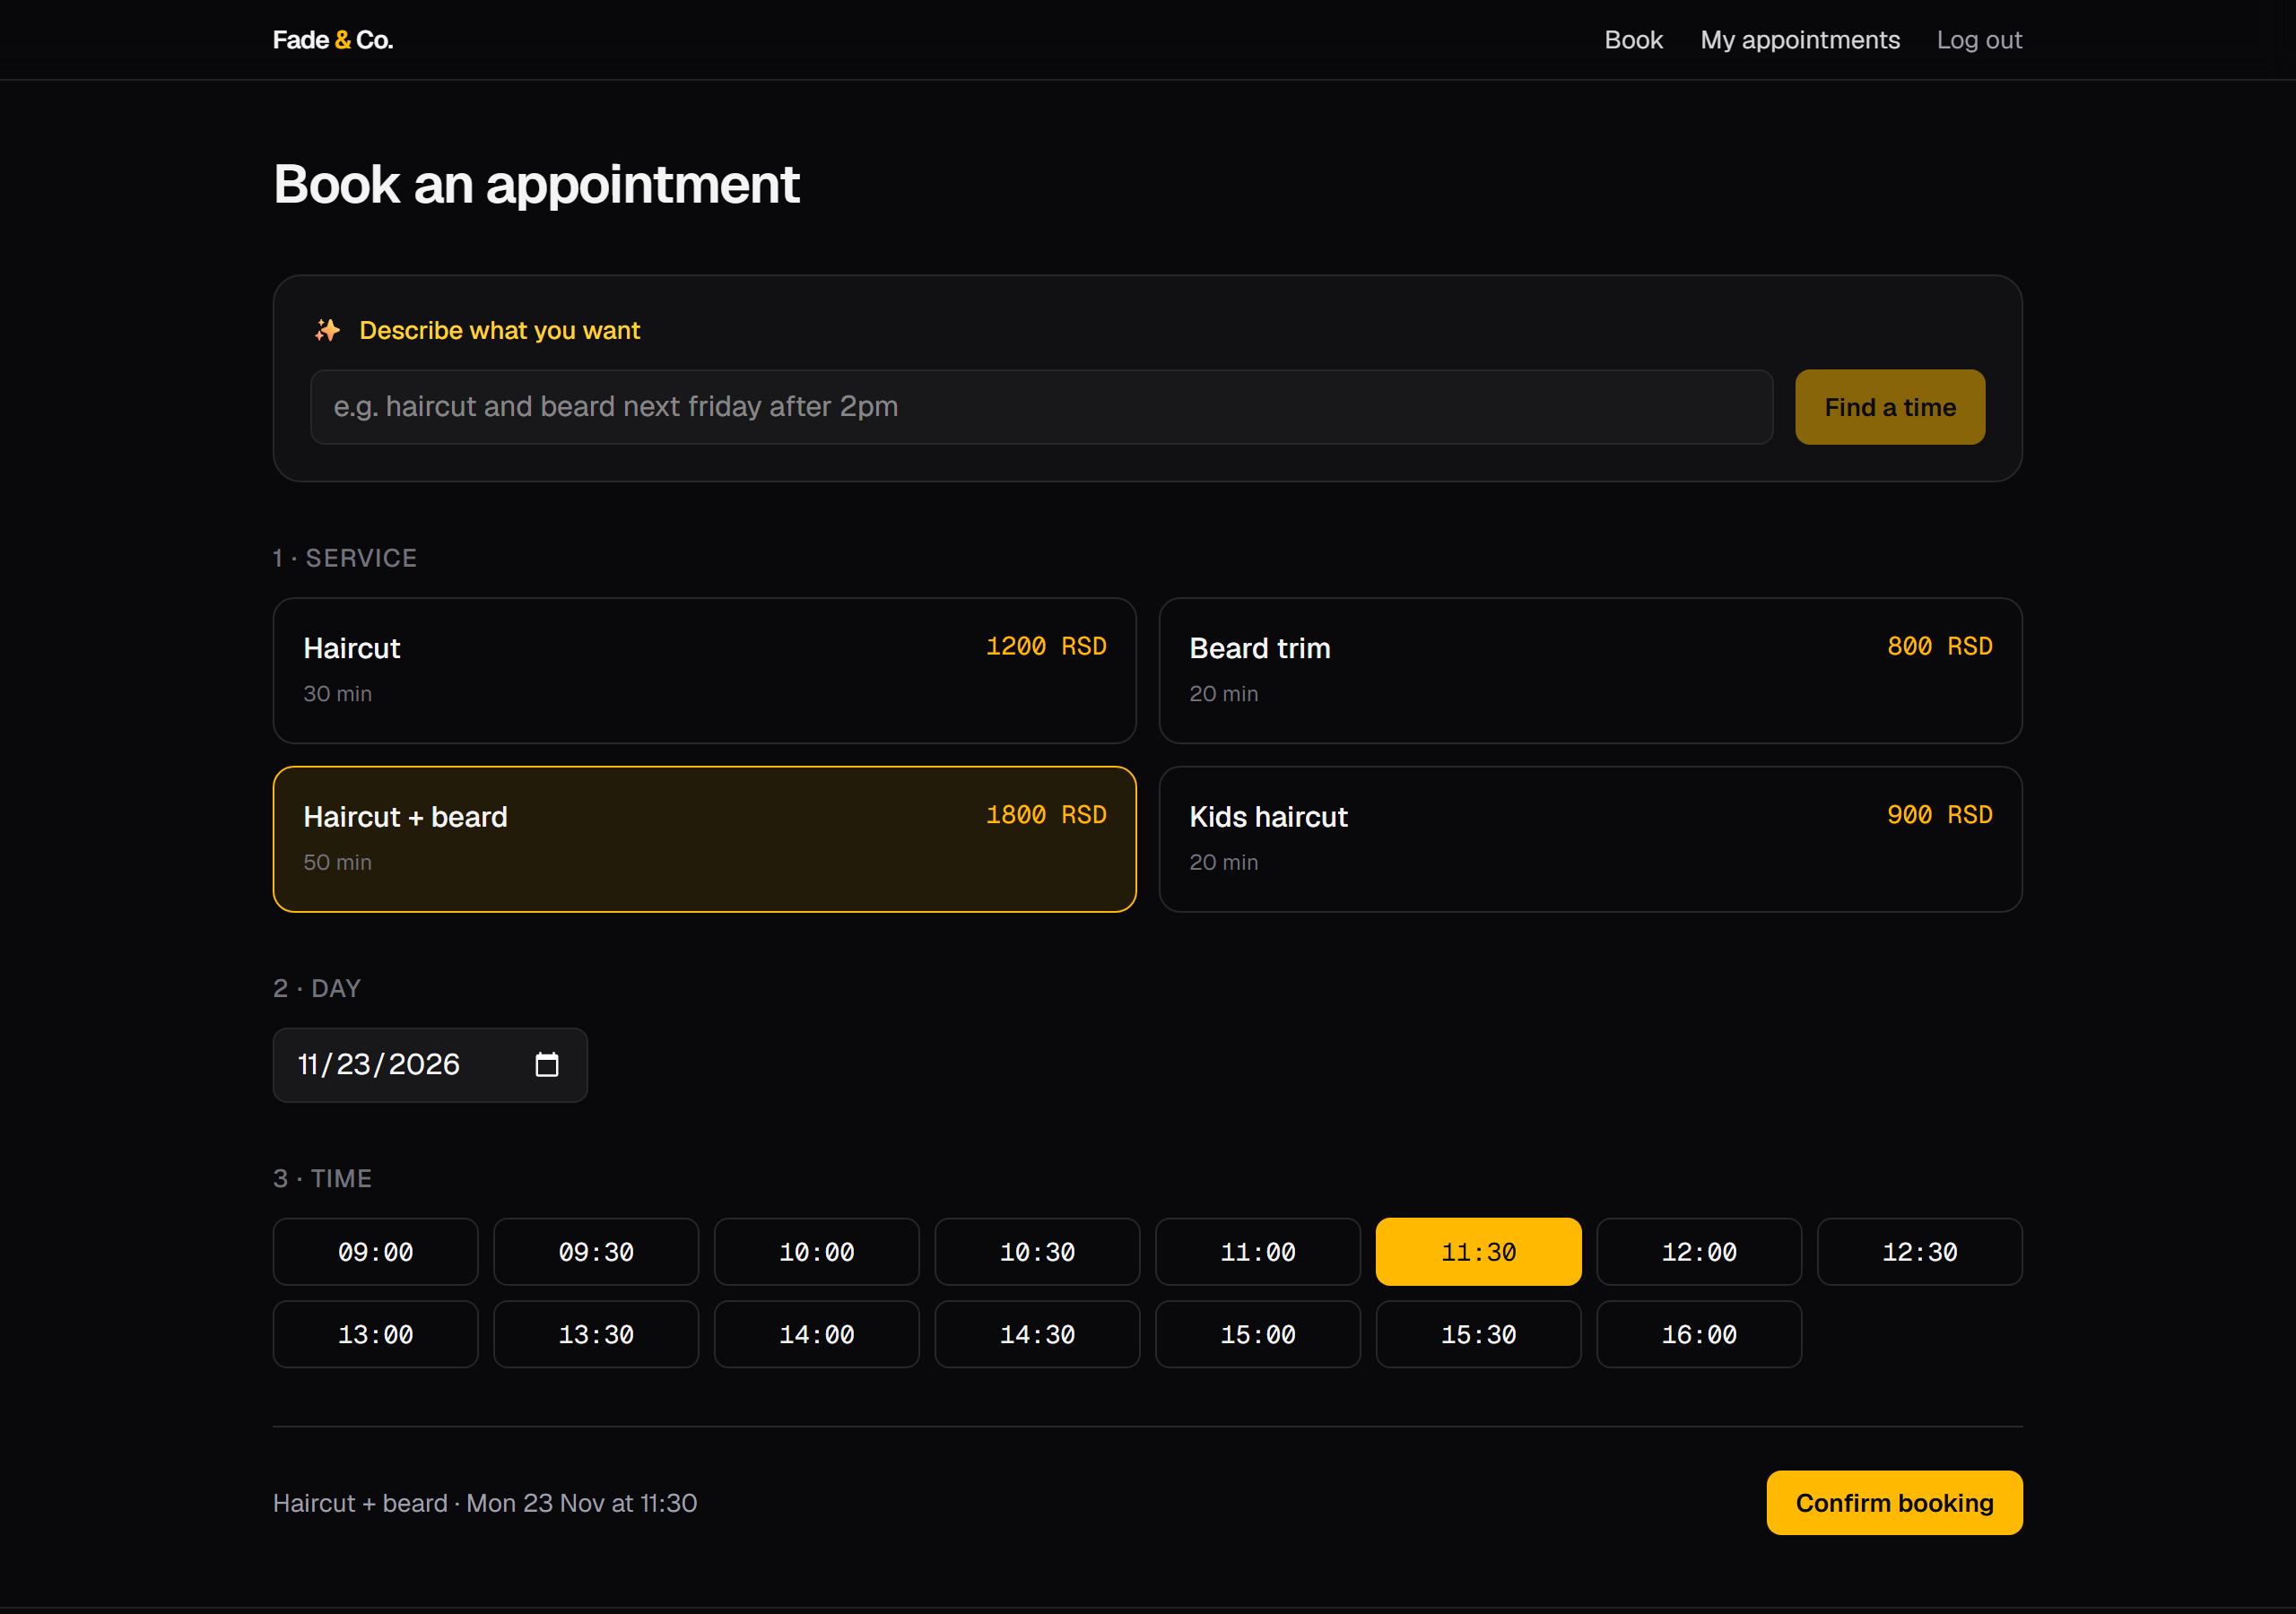 Fade & Co.
Book My appointments Log out
Book an appointment
✨ Describe what you want
e.g. haircut and beard next friday after 2pm
Find a time
1 · SERVICE
Haircut 1200 RSD
30 min
Beard trim 800 RSD
20 min
Haircut + beard 1800 RSD
50 min
Kids haircut 900 RSD
20 min
2 · DAY
11/23/2026
3 · TIME
09:00 09:30 10:00 10:30 11:00 11:30 12:00 12:30
13:00 13:30 14:00 14:30 15:00 15:30 16:00
Haircut + beard · Mon 23 Nov at 11:30
Confirm booking